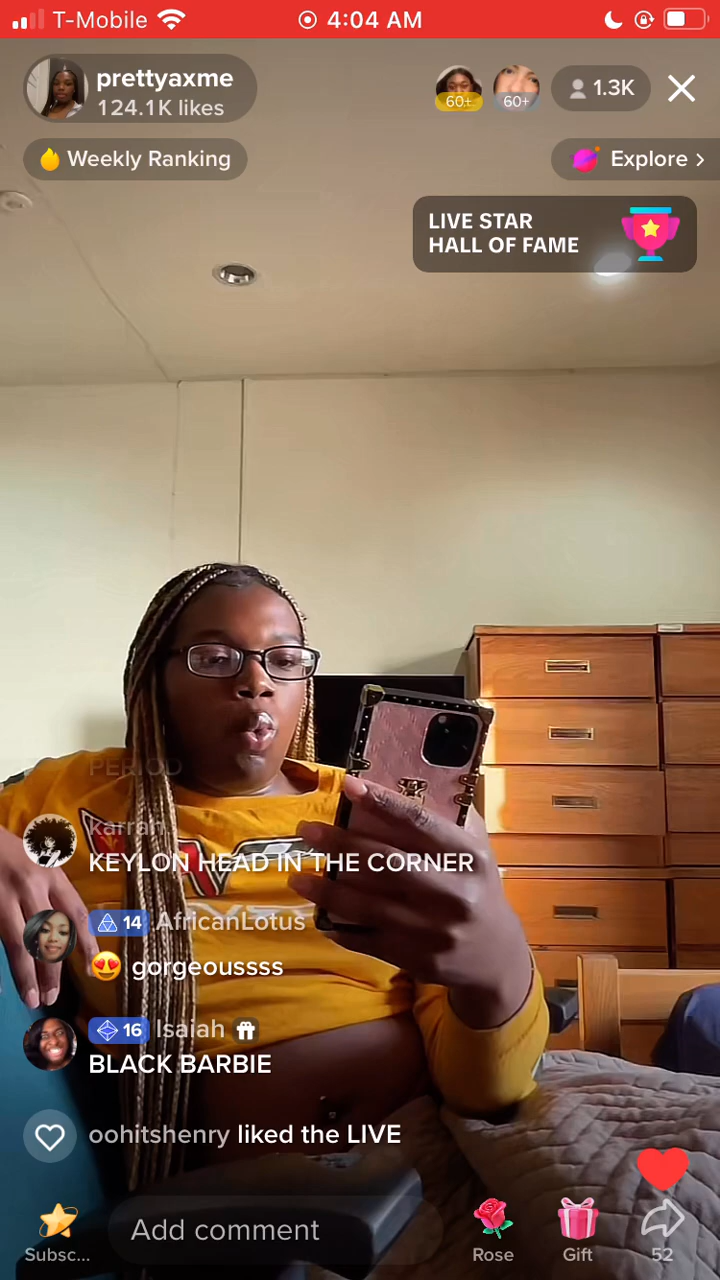 T-Mobile
4:04 AM
prettyaxme
124.1K likes
60+
60+
1.3K
Weekly Ranking
Explore >
LIVE STAR
HALL OF FAME
PERIOD
karrah
KEYLON HEAD IN THE CORNER
14 AfricanLotus
😍 gorgeoussss
16 Isaiah
BLACK BARBIE
oohitshenry liked the LIVE
Add comment
Subsc...
Rose
Gift
52